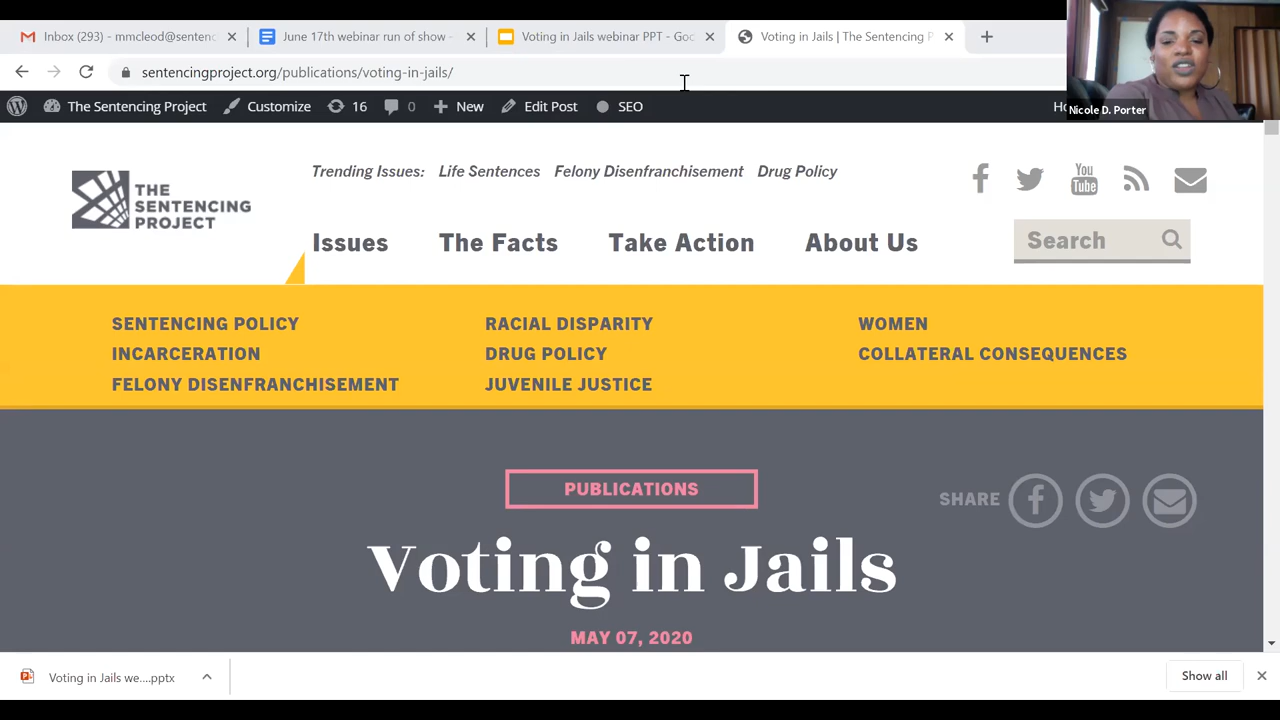 Inbox (293) - mmcleod@sentenc
June 17th webinar run of show -
Voting in Jails webinar PPT - Goo
Voting in Jails | The Sentencing P
sentencingproject.org/publications/voting-in-jails/
Nicole D. Porter
The Sentencing Project
Customize
16
0
New
Edit Post
SEO
Ho
Trending Issues: Life Sentences Felony Disenfranchisement Drug Policy
You
Tube
THE
SENTENCING
PROJECT
Issues
The Facts
Take Action
About Us
Search
SENTENCING POLICY
RACIAL DISPARITY
WOMEN
INCARCERATION
DRUG POLICY
COLLATERAL CONSEQUENCES
FELONY DISENFRANCHISEMENT
JUVENILE JUSTICE
PUBLICATIONS
SHARE
Voting in Jails
MAY 07, 2020
Voting in Jails we....pptx
Show all